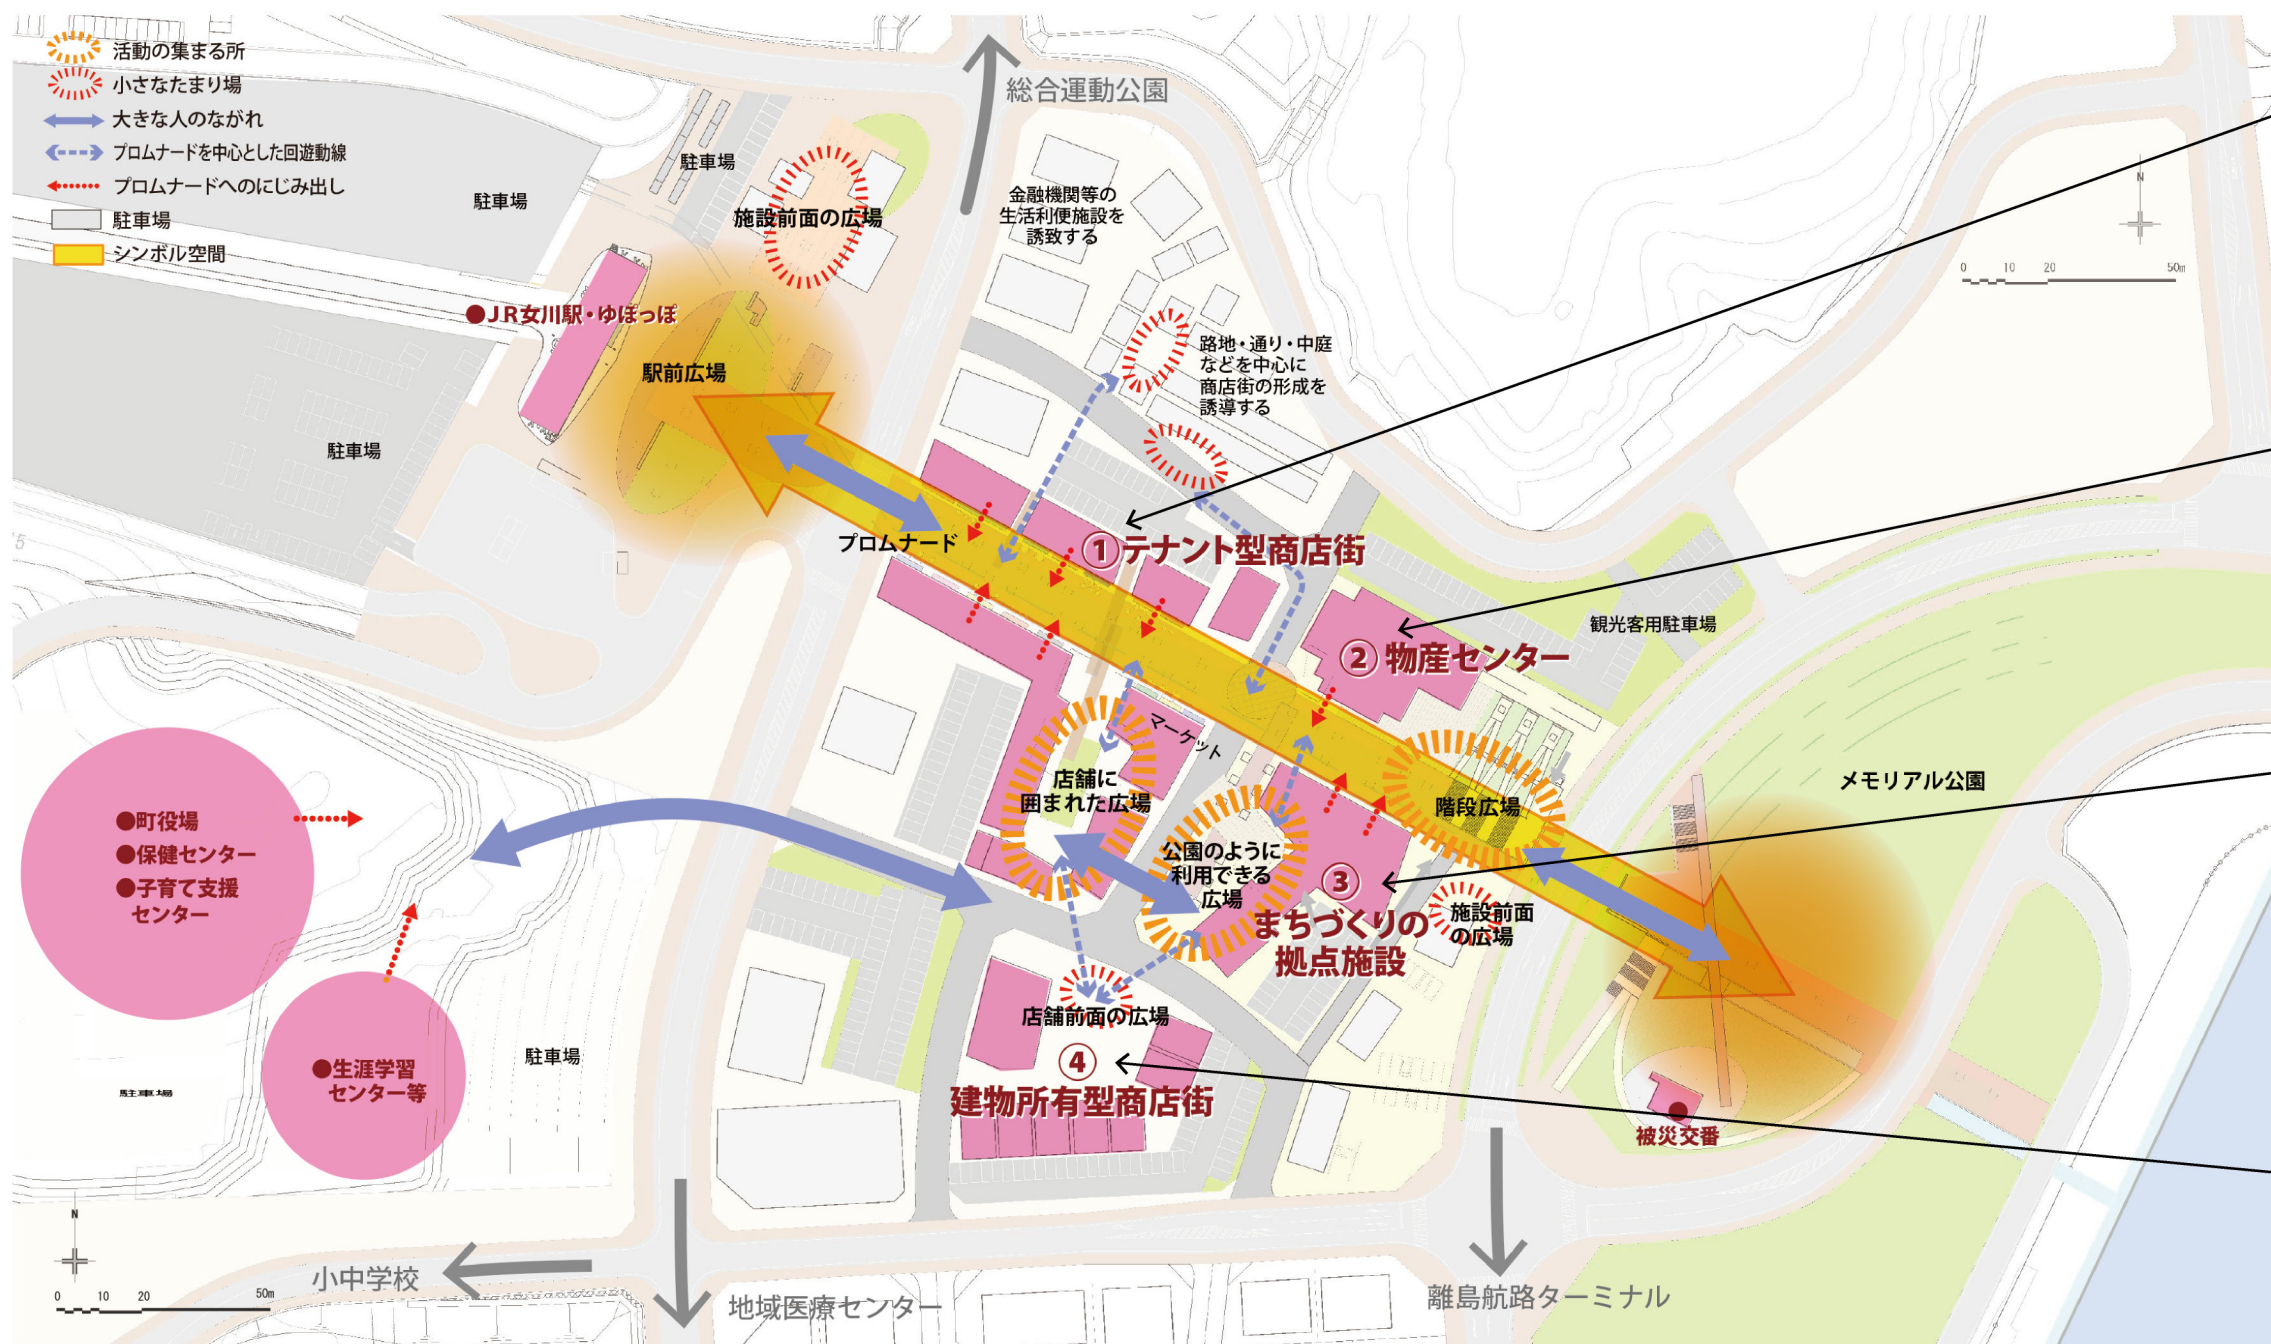 活動の集まる所
小さなたまり場
大きな人のながれ
プロムナードを中心とした回遊動線
プロムナードへのにじみ出し
駐車場
シンボル空間
総合運動公園
駐車場
駐車場
施設前面の広場
金融機関等の
生活利便施設を
誘致する
N
0 10 20 50m
●JR女川駅・ゆぽっぽ
駅前広場
路地・通り・中庭
などを中心に
商店街の形成を
誘導する
駐車場
プロムナード
①テナント型商店街
観光客用駐車場
②物産センター
マーケット
店舗に
囲まれた広場
階段広場
メモリアル公園
●町役場
●保健センター
●子育て支援
センター
公園のように
利用できる
広場
③
まちづくりの
拠点施設
施設前面
の広場
店舗前面の広場
④
建物所有型商店街
●生涯学習
センター等
駐車場
駐車場
被災交番
N
0 10 20 50m
小中学校
地域医療センター
離島航路ターミナル